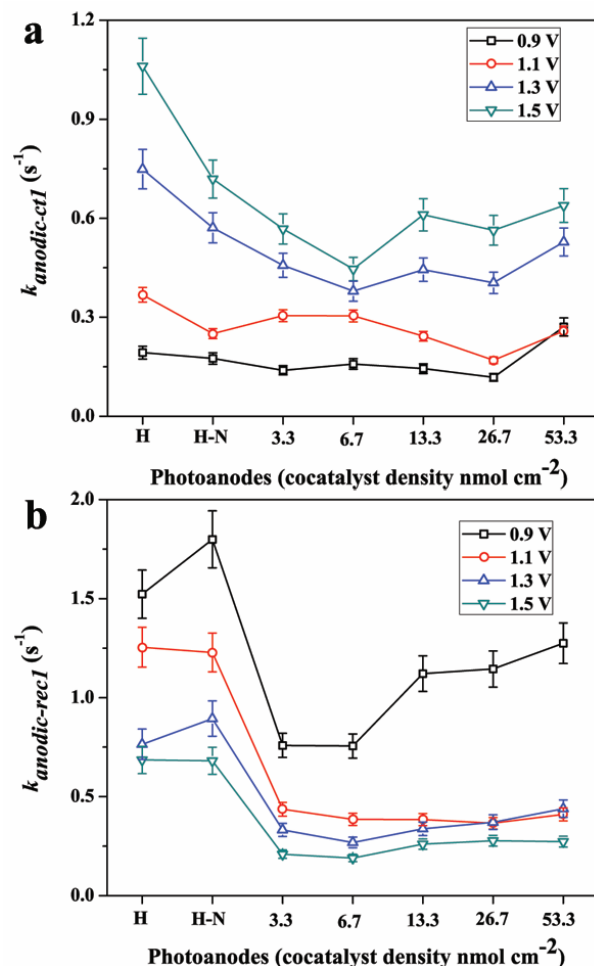 a
1.2
0.9
0.6
0.3
0.0
k_anodic-ct1 (s⁻¹)
0.9 V
1.1 V
1.3 V
1.5 V
H H-N 3.3 6.7 13.3 26.7 53.3
Photoanodes (cocatalyst density nmol cm⁻²)
b
2.0
1.5
1.0
0.5
0.0
k_anodic-rec1 (s⁻¹)
0.9 V
1.1 V
1.3 V
1.5 V
H H-N 3.3 6.7 13.3 26.7 53.3
Photoanodes (cocatalyst density nmol cm⁻²)